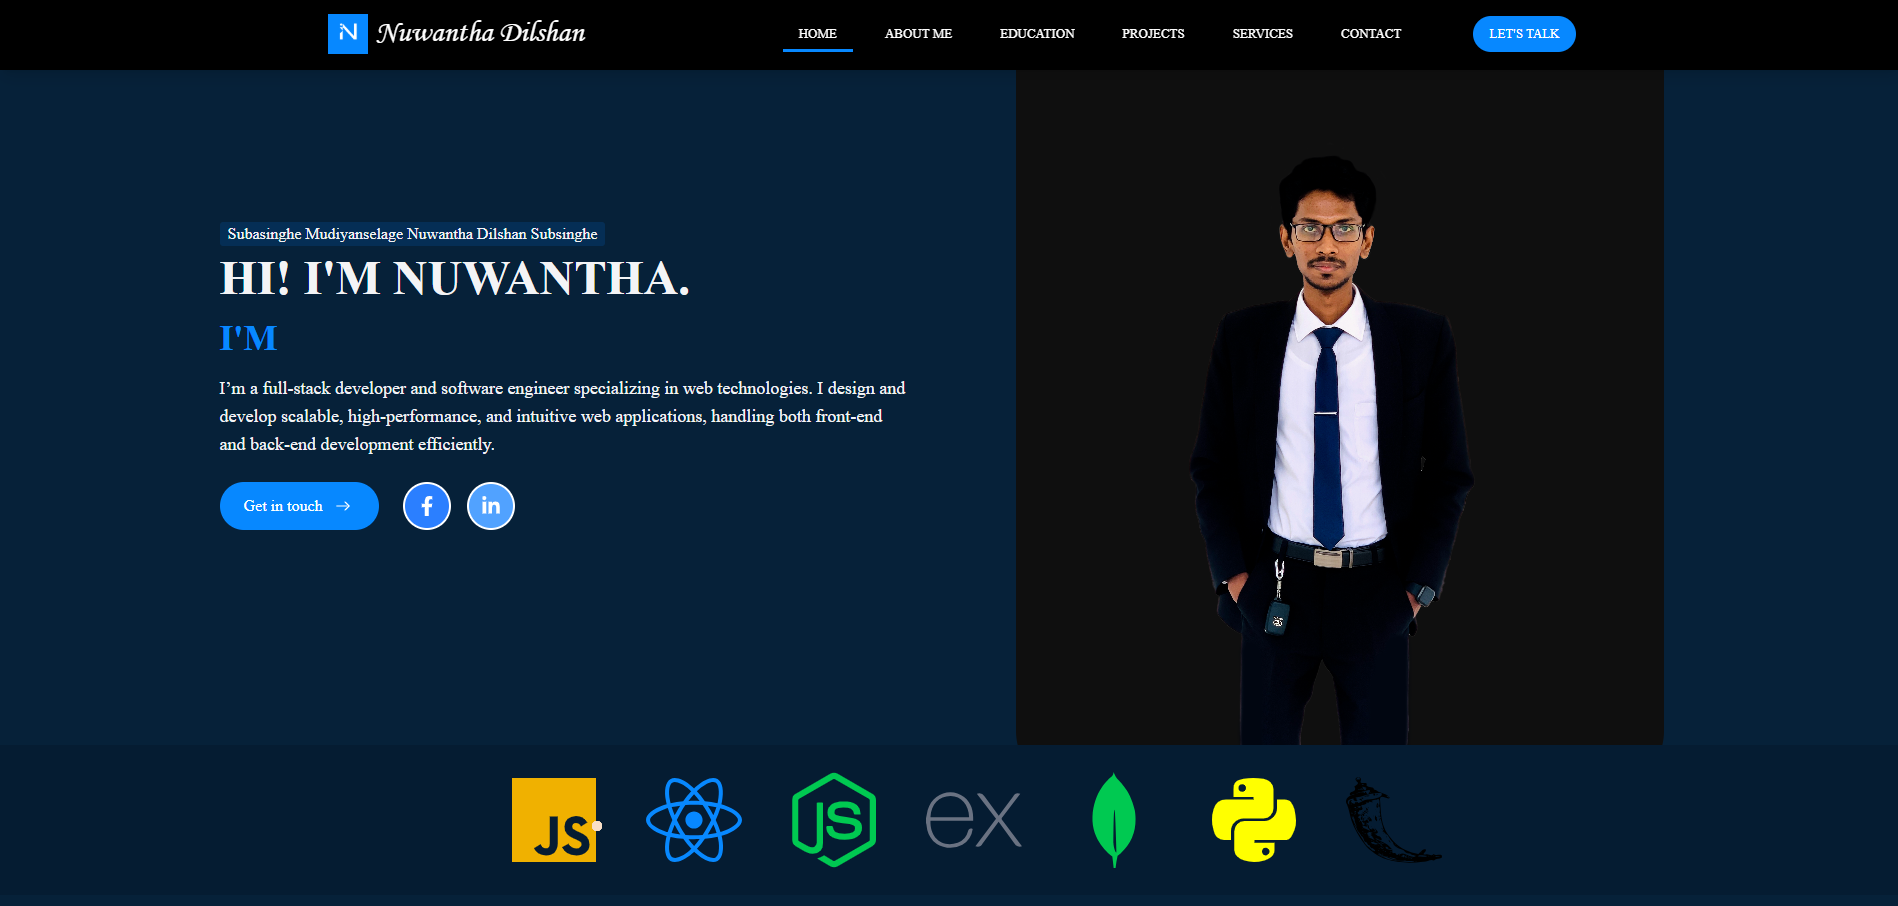 N Nuwantha Dilshan
HOME ABOUT ME EDUCATION PROJECTS SERVICES CONTACT LET'S TALK
Subasinghe Mudiyanselage Nuwantha Dilshan Subsinghe
HI! I'M NUWANTHA.
I'M
I’m a full-stack developer and software engineer specializing in web technologies. I design and
develop scalable, high-performance, and intuitive web applications, handling both front-end
and back-end development efficiently.
Get in touch
f
in
JS
JS
ex